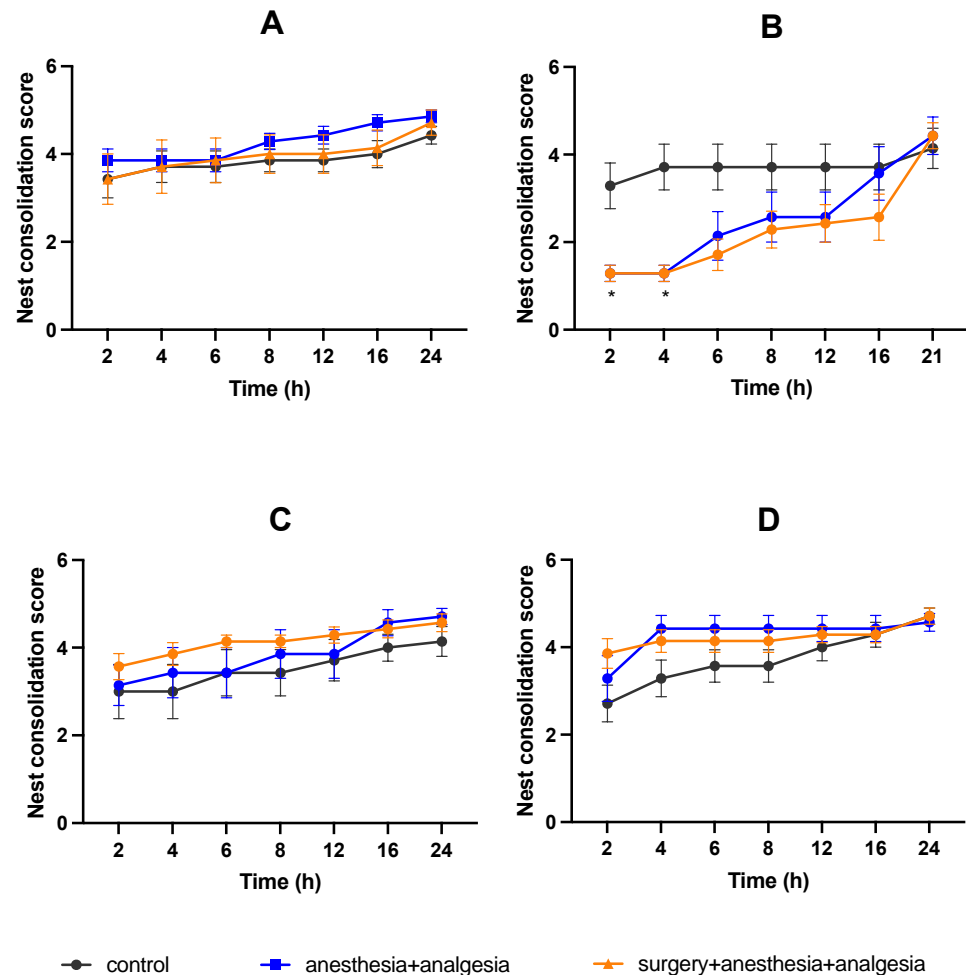 A
Nest consolidation score
6
4
2
0
2 4 6 8 12 16 24
Time (h)
B
Nest consolidation score
6
4
2
0
* *
2 4 6 8 12 16 21
Time (h)
C
Nest consolidation score
6
4
2
0
2 4 6 8 12 16 24
Time (h)
D
Nest consolidation score
6
4
2
0
2 4 6 8 12 16 24
Time (h)
control anesthesia+analgesia surgery+anesthesia+analgesia